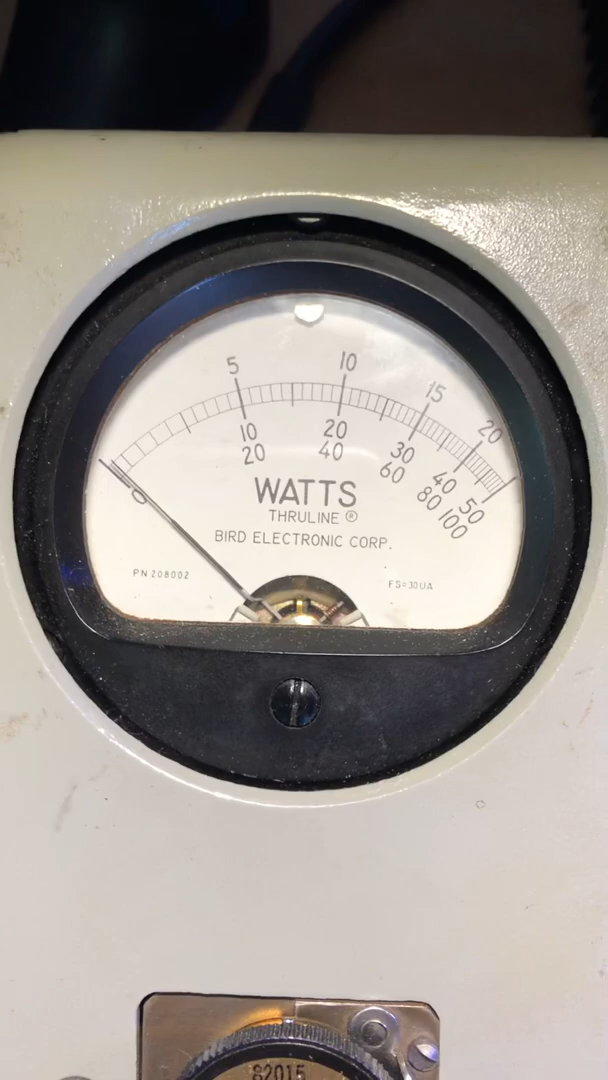 5 10 15 20
0 10 20 30 40 50
20 40 60 80 100
WATTS
THRULINE ®
BIRD ELECTRONIC CORP.
PN 208002
FS=30UA
82015